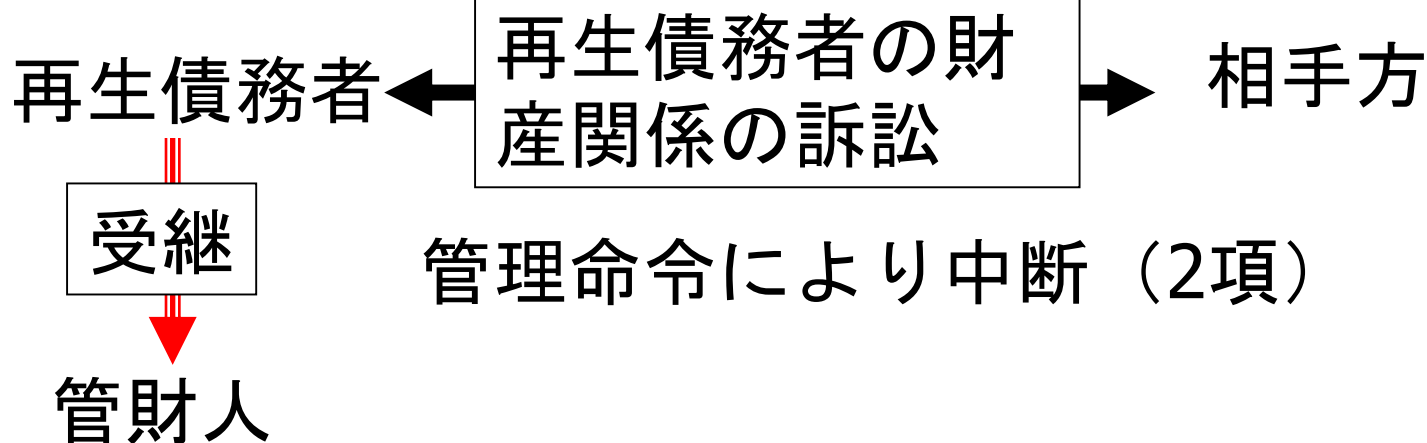 再生債務者
再生債務者の財
産関係の訴訟
相手方
受継
管理命令により中断（2項）
管財人